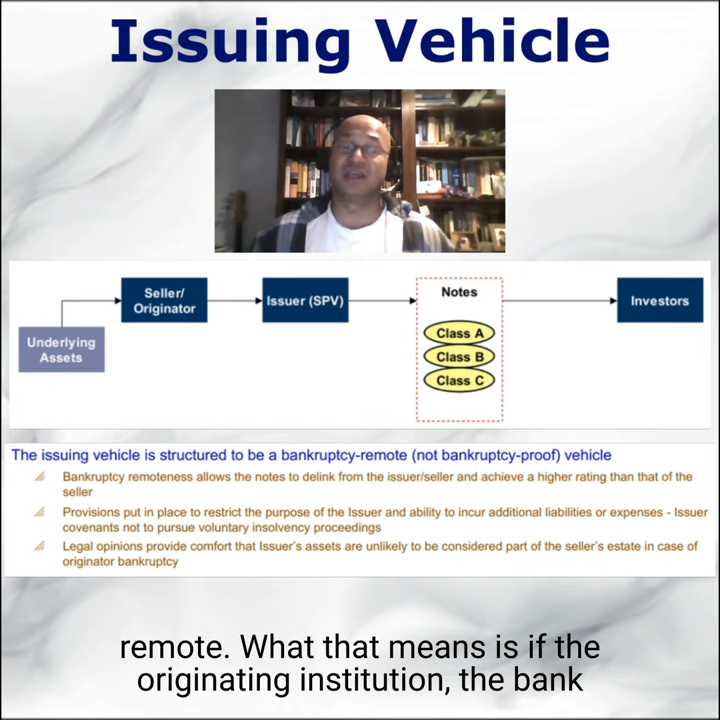 Issuing Vehicle
Seller/
Originator
Issuer (SPV)
Notes
Investors
Underlying
Assets
Class A
Class B
Class C
The issuing vehicle is structured to be a bankruptcy-remote (not bankruptcy-proof) vehicle
Bankruptcy remoteness allows the notes to delink from the issuer/seller and achieve a higher rating than that of the
seller
Provisions put in place to restrict the purpose of the Issuer and ability to incur additional liabilities or expenses - Issuer
covenants not to pursue voluntary insolvency proceedings
Legal opinions provide comfort that Issuer's assets are unlikely to be considered part of the seller's estate in case of
originator bankruptcy
remote. What that means is if the
originating institution, the bank